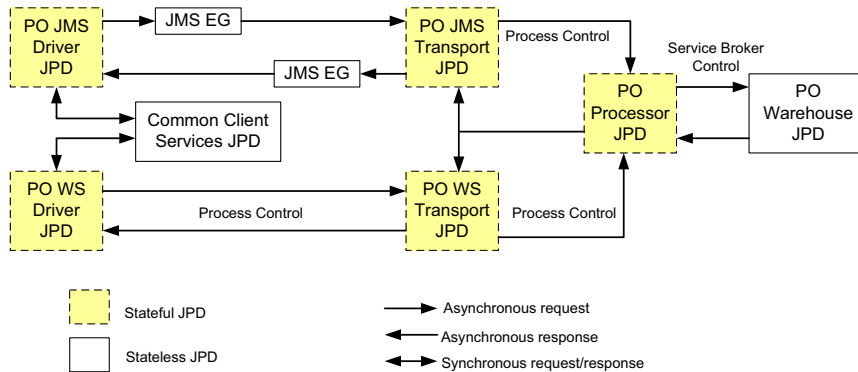 PO JMS
Driver
JPD
JMS EG
JMS EG
PO JMS
Transport
JPD
Process Control
Service Broker
Control
PO
Processor
JPD
PO
Warehouse
JPD
Common Client
Services JPD
PO WS
Driver
JPD
Process Control
PO WS
Transport
JPD
Process Control
Stateful JPD
Stateless JPD
Asynchronous request
Asynchronous response
Synchronous request/response